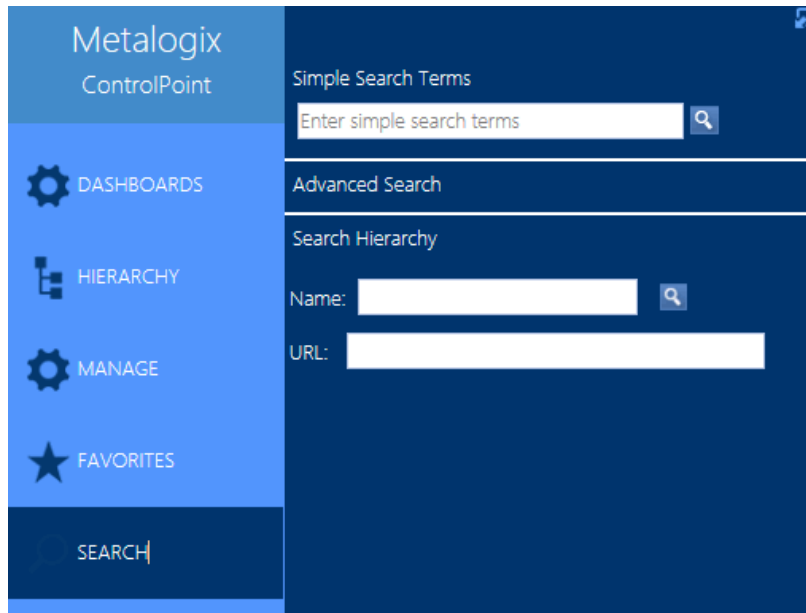 Metalogix
ControlPoint
DASHBOARDS
HIERARCHY
MANAGE
FAVORITES
SEARCH
Simple Search Terms
Enter simple search terms
Advanced Search
Search Hierarchy
Name:
URL: